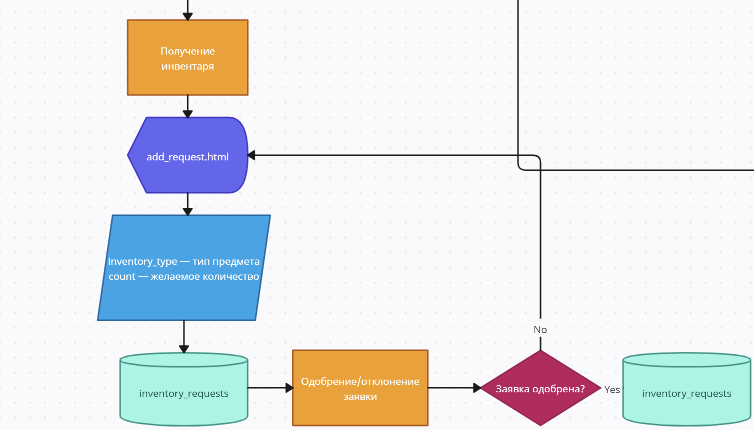 Получение
инвентаря
add_request.html
inventory_type — тип предмета
count — желаемое количество
No
inventory_requests
Одобрение/отклонение
заявки
Заявка одобрена?
Yes
inventory_requests